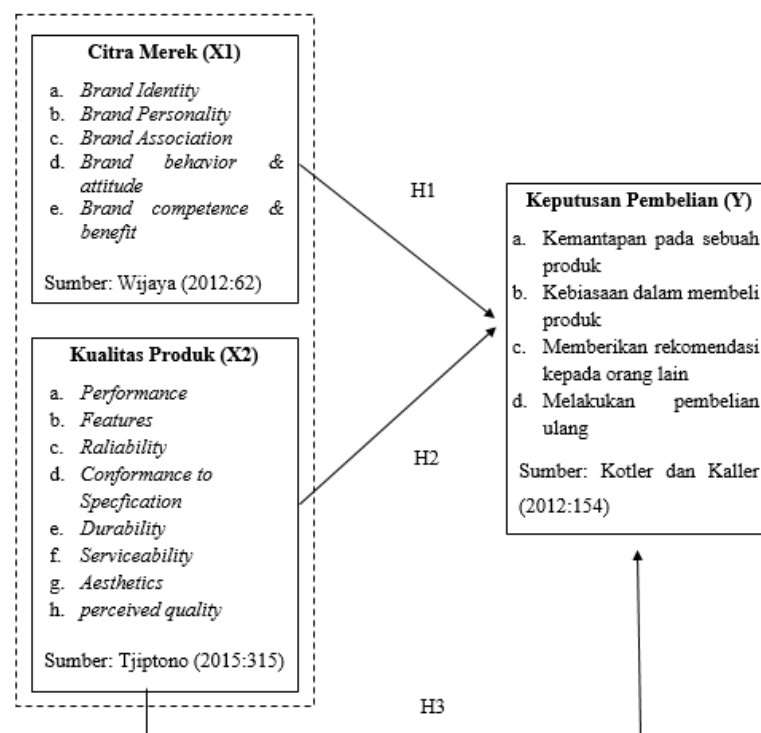 Citra Merek (X1)
a. Brand Identity
b. Brand Personality
c. Brand Association
d. Brand behavior &
attitude
e. Brand competence &
benefit
Sumber: Wijaya (2012:62)
Kualitas Produk (X2)
a. Performance
b. Features
c. Raliability
d. Conformance to
Specfication
e. Durability
f. Serviceability
g. Aesthetics
h. perceived quality
Sumber: Tjiptono (2015:315)
H1
H2
H3
Keputusan Pembelian (Y)
a. Kemantapan pada sebuah
produk
b. Kebiasaan dalam membeli
produk
c. Memberikan rekomendasi
kepada orang lain
d. Melakukan pembelian
ulang
Sumber: Kotler dan Kaller
(2012:154)